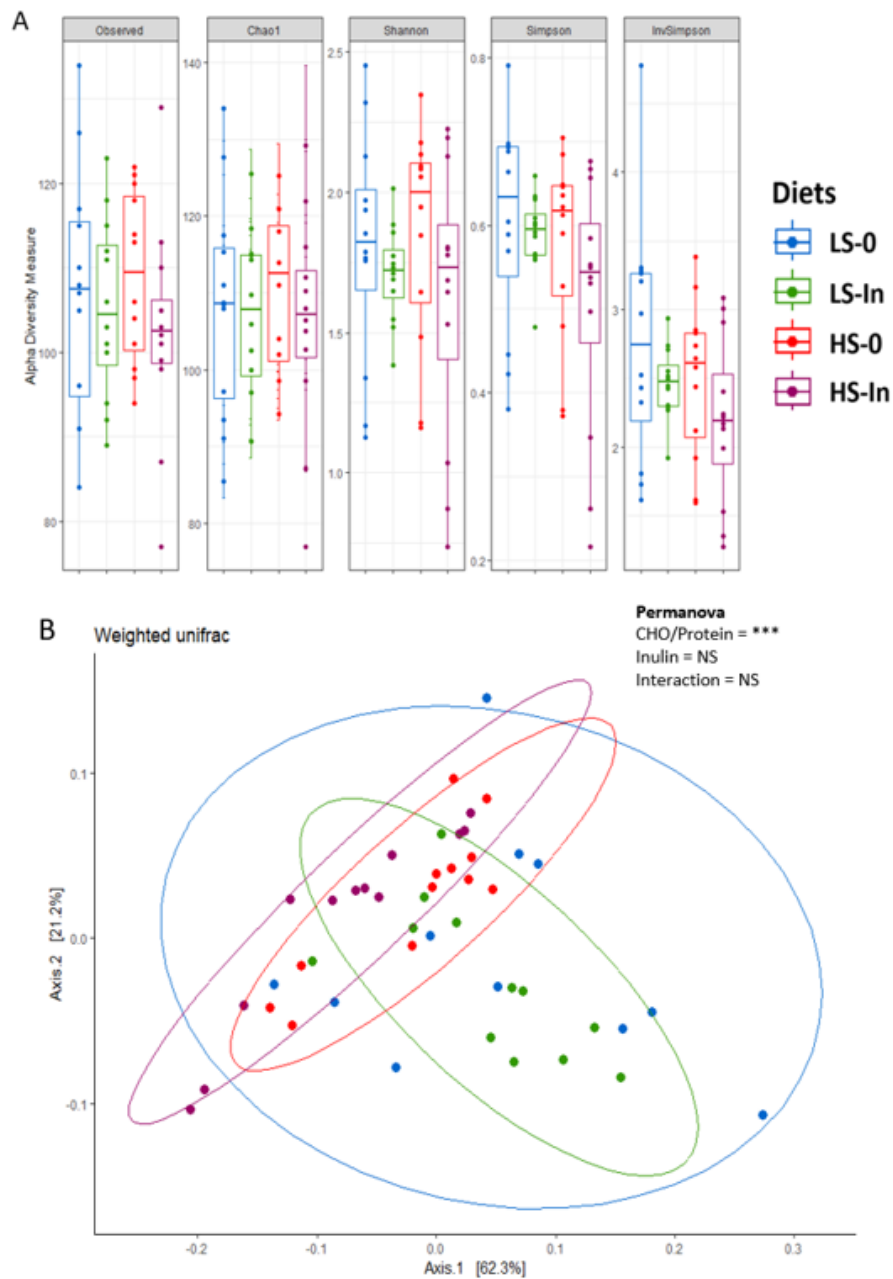 A
Observed
Chao1
Shannon
Simpson
InvSimpson
Alpha Diversity Measure
120
100
80
140
120
100
80
2.5
2.0
1.5
1.0
0.8
0.6
0.4
0.2
4
3
2
Diets
LS-0
LS-In
HS-0
HS-In
B
Weighted unifrac
Permanova
CHO/Protein = ***
Inulin = NS
Interaction = NS
Axis.2 [21.2%]
0.1
0.0
-0.1
-0.2
-0.1
0.0
0.1
0.2
0.3
Axis.1 [62.3%]